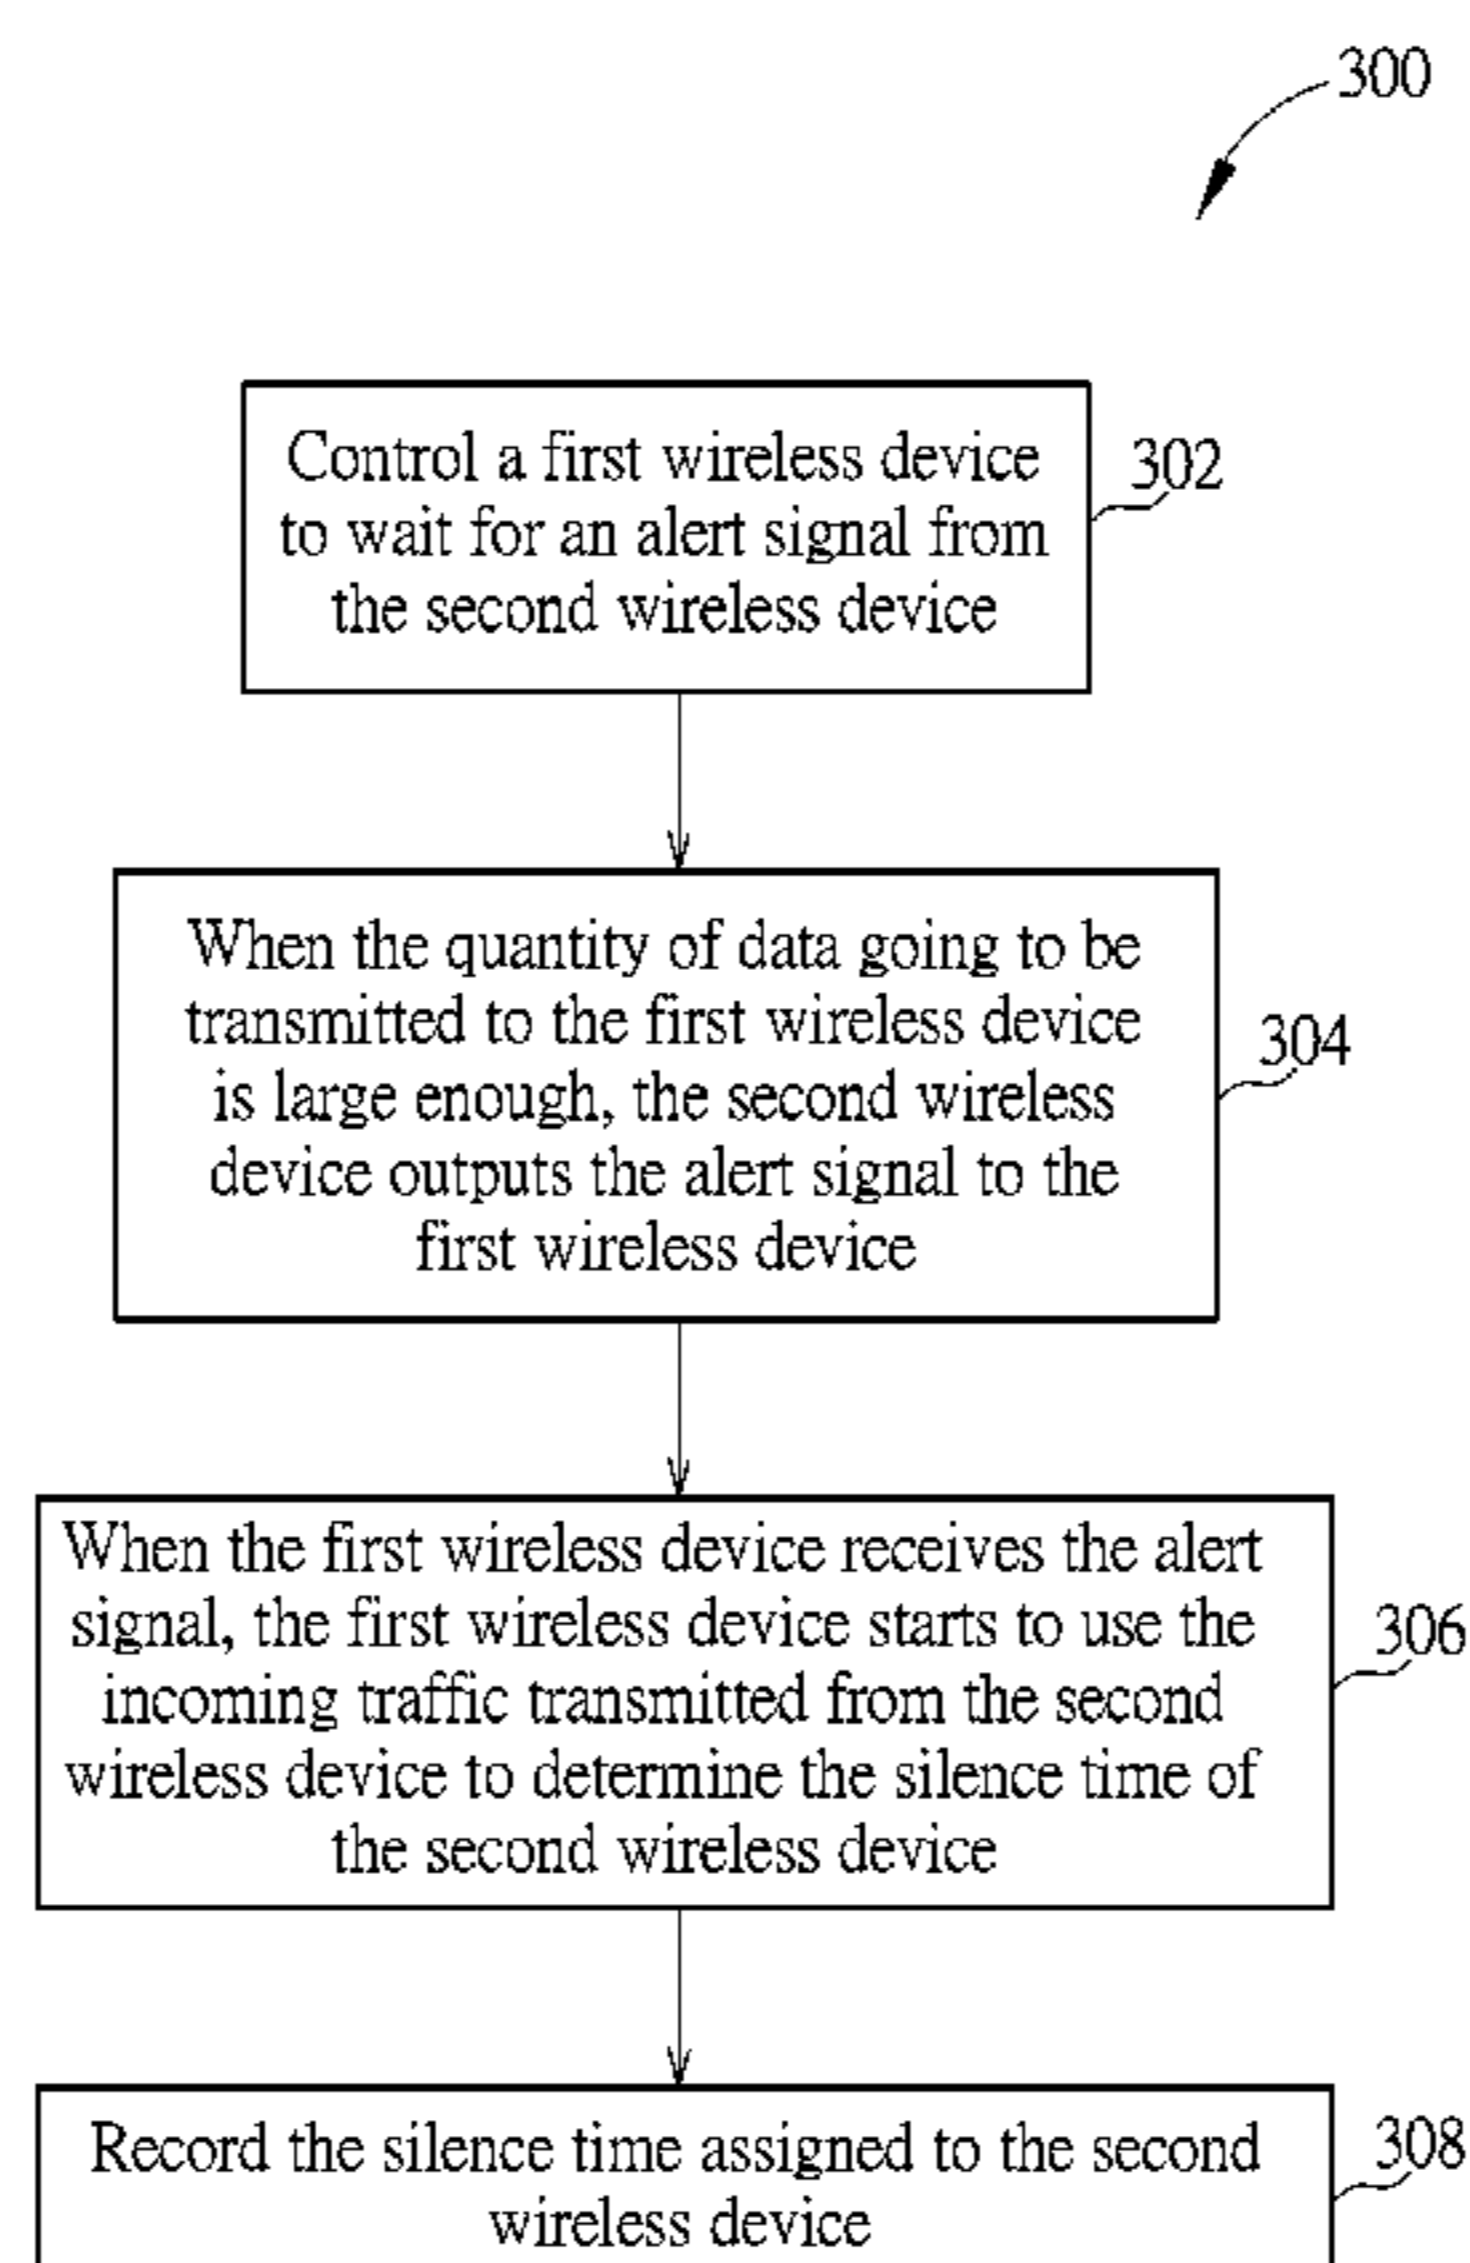 300
Control a first wireless device
to wait for an alert signal from
the second wireless device
302
When the quantity of data going to be
transmitted to the first wireless device
is large enough, the second wireless
device outputs the alert signal to the
first wireless device
304
When the first wireless device receives the alert
signal, the first wireless device starts to use the
incoming traffic transmitted from the second
wireless device to determine the silence time of
the second wireless device
306
Record the silence time assigned to the second
wireless device
308